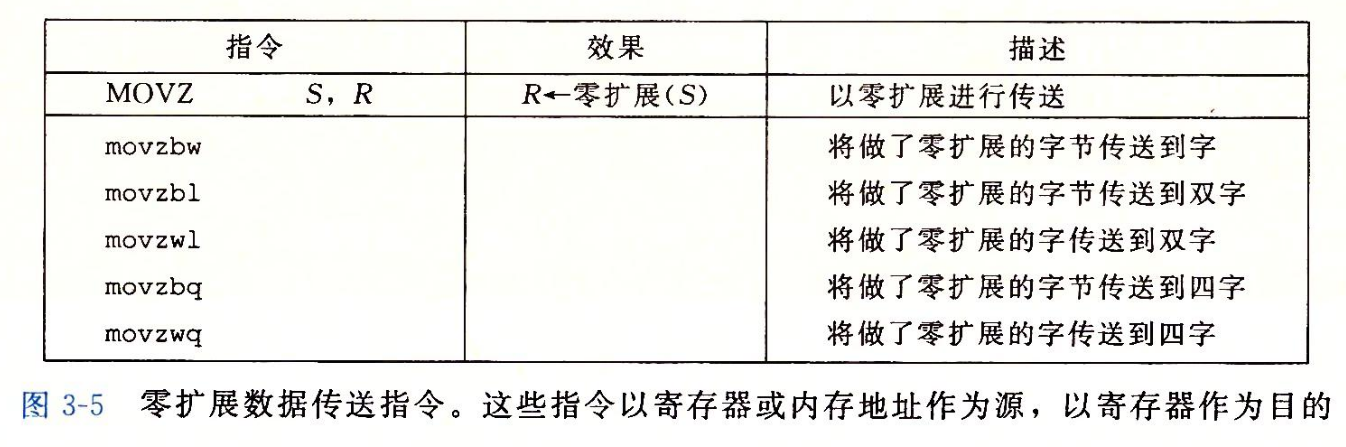 指令 效果 描述
MOVZ S, R R←零扩展(S) 以零扩展进行传送
movzbw 将做了零扩展的字节传送到字
movzbl 将做了零扩展的字节传送到双字
movzwl 将做了零扩展的字传送到双字
movzbq 将做了零扩展的字节传送到四字
movzwq 将做了零扩展的字传送到四字
图 3-5 零扩展数据传送指令。这些指令以寄存器或内存地址作为源，以寄存器作为目的